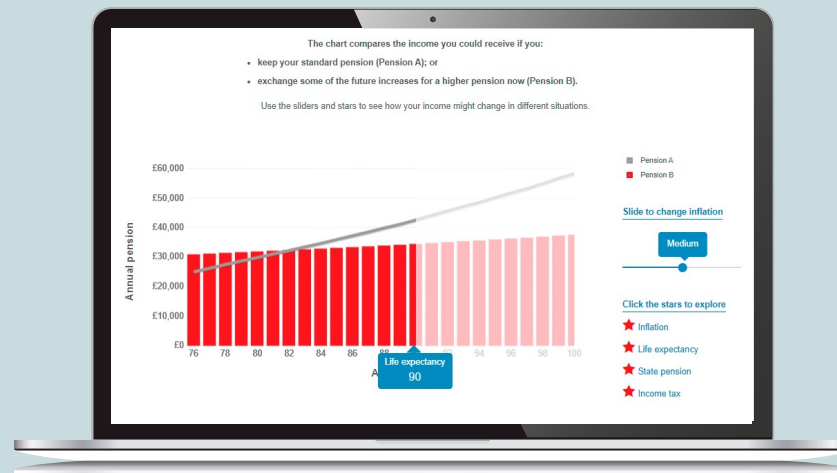 The chart compares the income you could receive if you:
• keep your standard pension (Pension A); or
• exchange some of the future increases for a higher pension now (Pension B).
Use the sliders and stars to see how your income might change in different situations.
Pension A
Pension B
£60,000
£50,000
£40,000
£30,000
£20,000
£10,000
£0
Annual pension
76 78 80 82 84 86 88 94 96 98 100
Life expectancy
90
Slide to change inflation
Medium
Click the stars to explore
Inflation
Life expectancy
State pension
Income tax